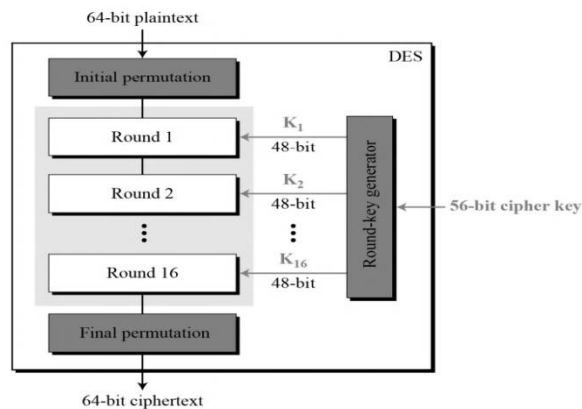 64-bit plaintext
DES
Initial permutation
Round 1
K1
48-bit
Round 2
K2
48-bit
Round 16
K16
48-bit
Round-key generator
56-bit cipher key
Final permutation
64-bit ciphertext